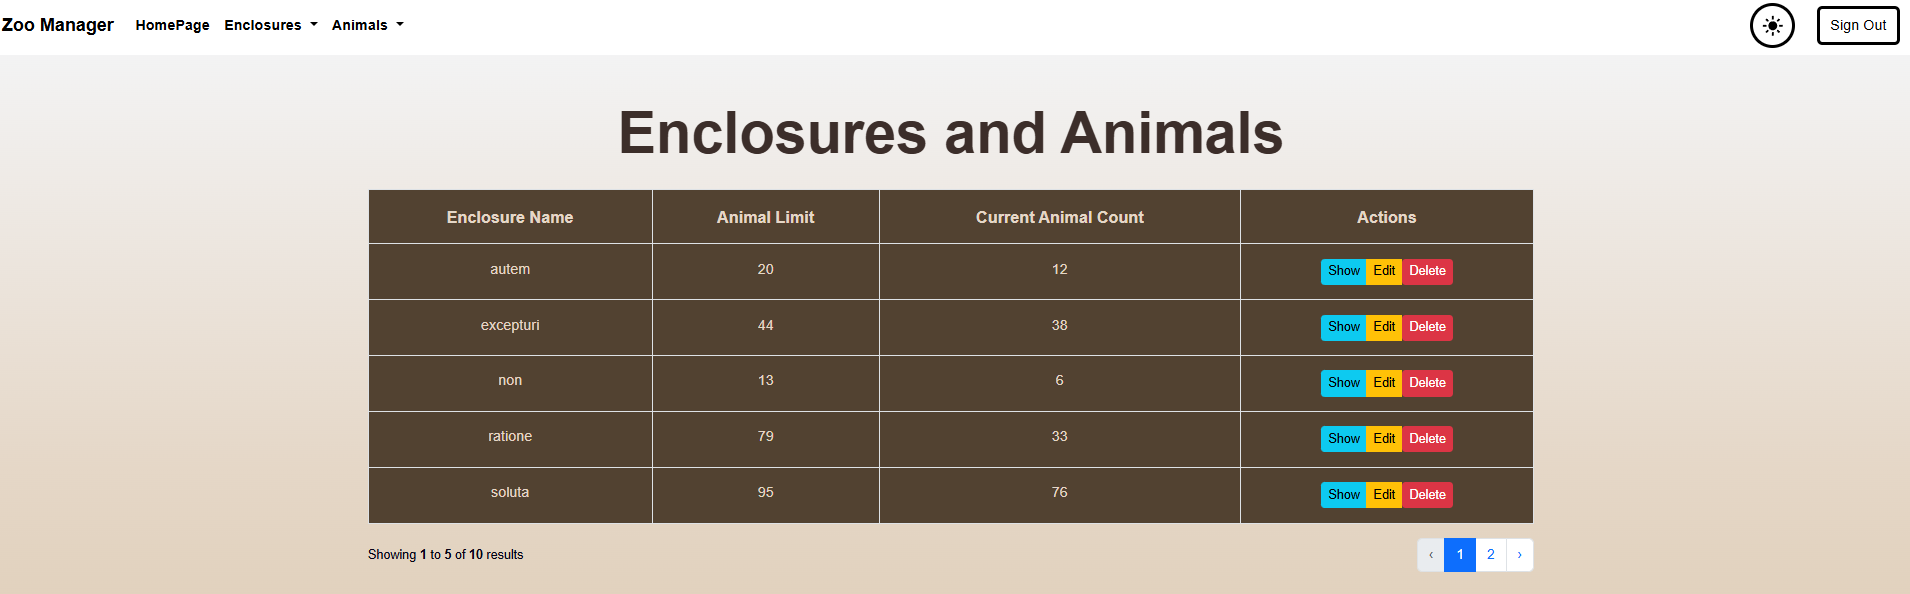 Zoo Manager HomePage Enclosures Animals Sign Out
Enclosures and Animals
Enclosure Name Animal Limit Current Animal Count Actions
autem 20 12 Show Edit Delete
excepturi 44 38 Show Edit Delete
non 13 6 Show Edit Delete
ratione 79 33 Show Edit Delete
soluta 95 76 Show Edit Delete
Showing 1 to 5 of 10 results ‹ 1 2 ›